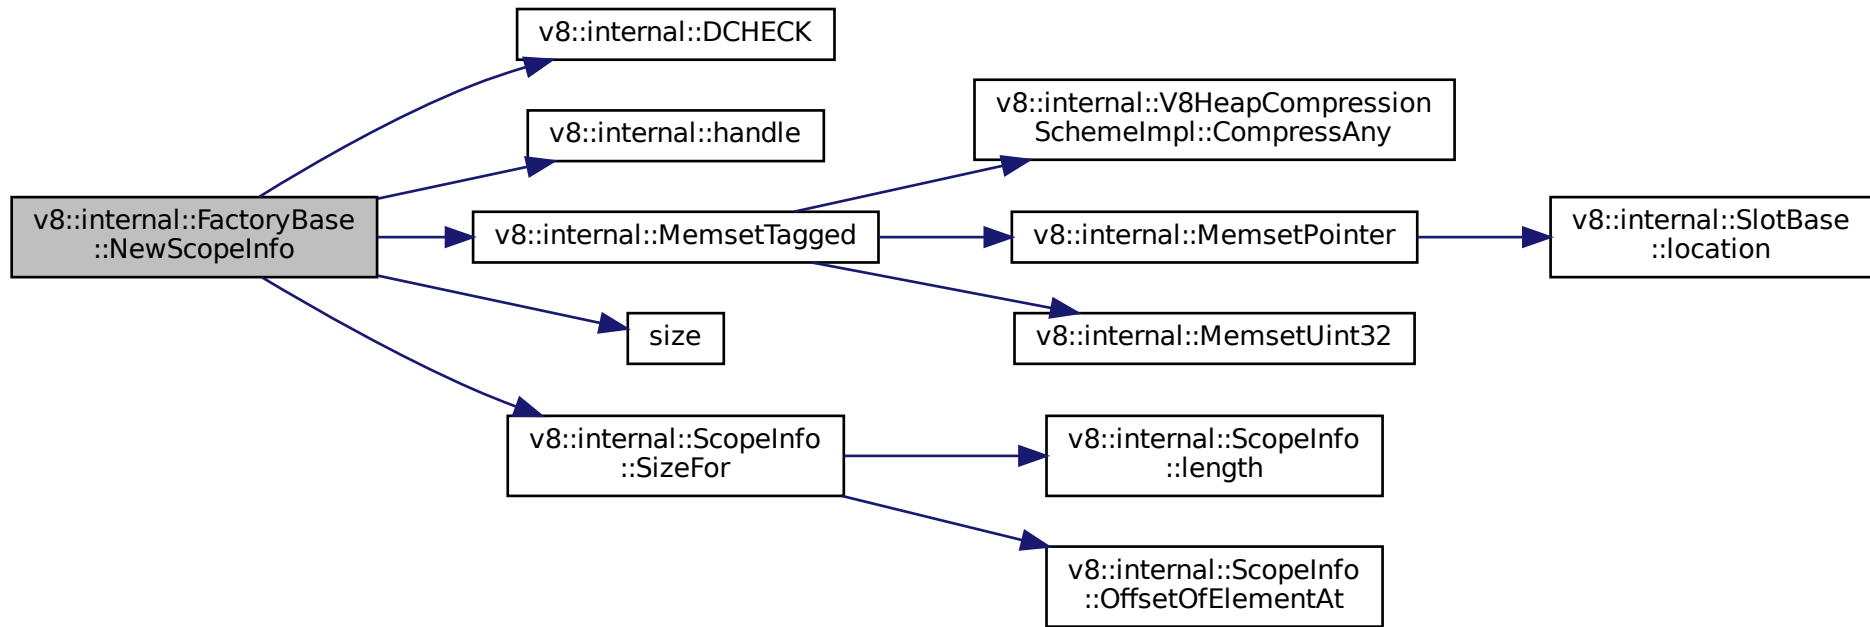 v8::internal::DCHECK
v8::internal::V8HeapCompression
SchemeImpl::CompressAny
v8::internal::handle
v8::internal::FactoryBase
::NewScopeInfo
v8::internal::MemsetTagged
v8::internal::MemsetPointer
v8::internal::SlotBase
::location
size
v8::internal::MemsetUint32
v8::internal::ScopeInfo
::SizeFor
v8::internal::ScopeInfo
::length
v8::internal::ScopeInfo
::OffsetOfElementAt